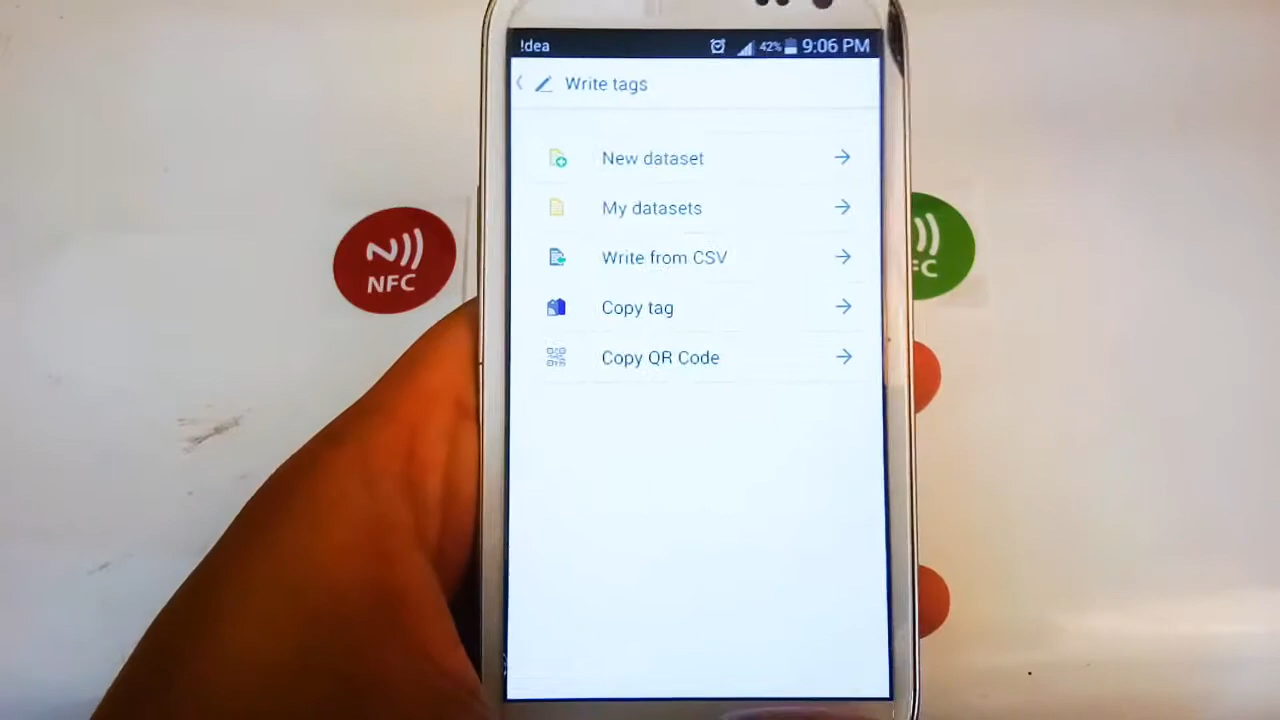 !dea 42% 9:06 PM
Write tags
New dataset
My datasets
Write from CSV
Copy tag
Copy QR Code
NFC
FC